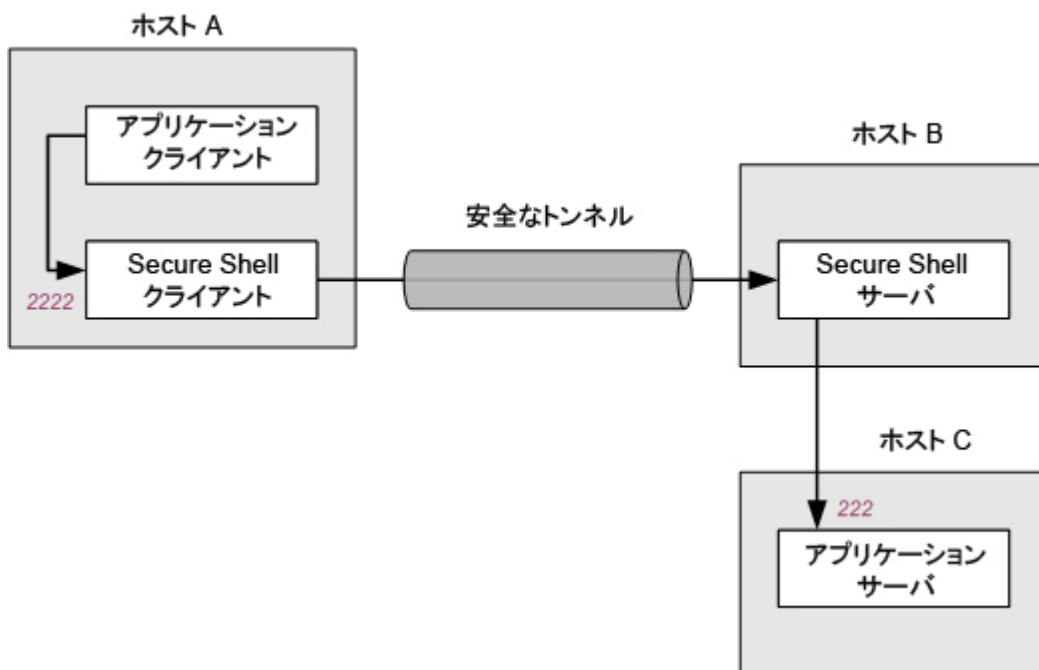 ホスト A
アプリケーション
クライアント
Secure Shell
クライアント
2222
安全なトンネル
ホスト B
Secure Shell
サーバ
ホスト C
222
アプリケーション
サーバ